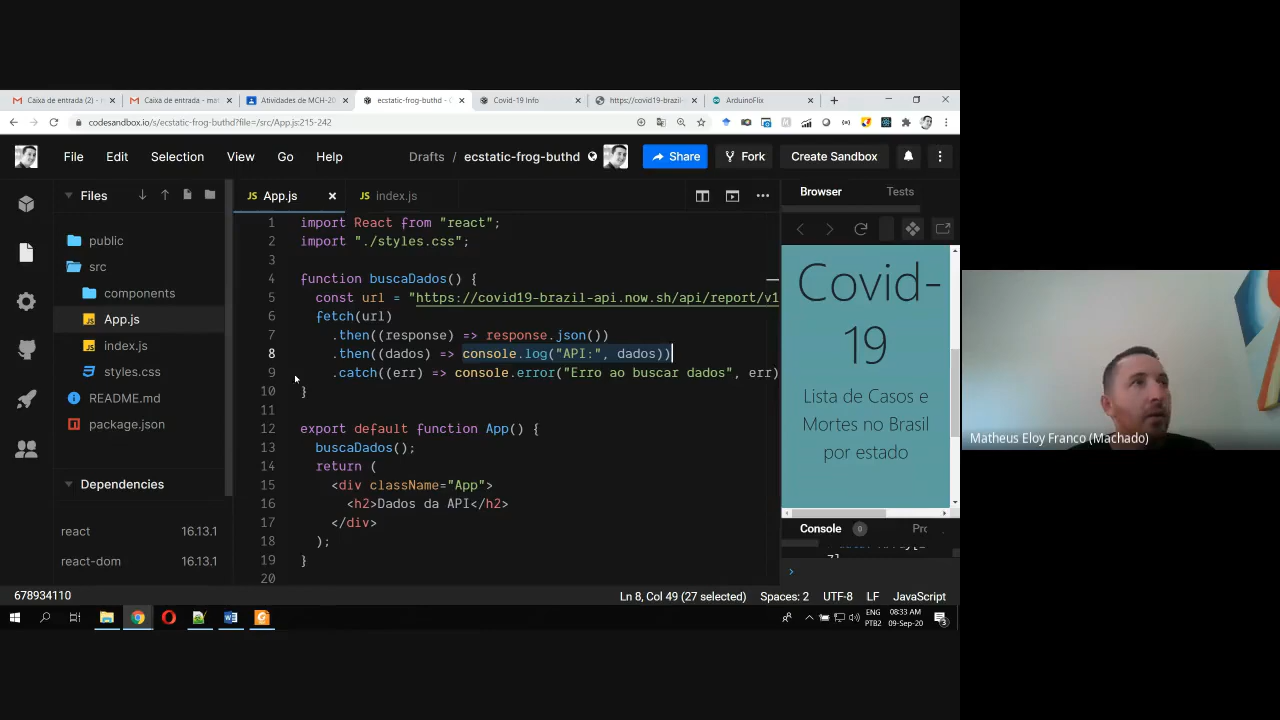 Caixa de entrada (2) - r
Caixa de entrada - mat
Atividades de MCH-20
ecstatic-frog-buthd - C
Covid-19 Info
https://covid19-brazil-
ArduinoFlix
codesandbox.io/s/ecstatic-frog-buthd?file=/src/App.js:215-242
File Edit Selection View Go Help
Drafts / ecstatic-frog-buthd
Share
Fork
Create Sandbox
Files
JS App.js
JS index.js
Browser
Tests
public
src
components
JS App.js
JS index.js
styles.css
README.md
package.json
Dependencies
react 16.13.1
react-dom 16.13.1
1 import React from "react";
2 import "./styles.css";
3
4 function buscaDados() {
5 const url = "https://covid19-brazil-api.now.sh/api/report/v1
6 fetch(url)
7 .then((response) => response.json())
8 .then((dados) => console.log("API:", dados))
9 .catch((err) => console.error("Erro ao buscar dados", err)
10 }
11
12 export default function App() {
13 buscaDados();
14 return (
15 <div className="App">
16 <h2>Dados da API</h2>
17 </div>
18 );
19 }
20
Covid-
19
Lista de Casos e
Mortes no Brasil
por estado
Console 0
Pr
7]
678934110
Ln 8, Col 49 (27 selected) Spaces: 2 UTF-8 LF JavaScript
ENG
PTB2
08:33 AM
09-Sep-20
3
Matheus Eloy Franco (Machado)